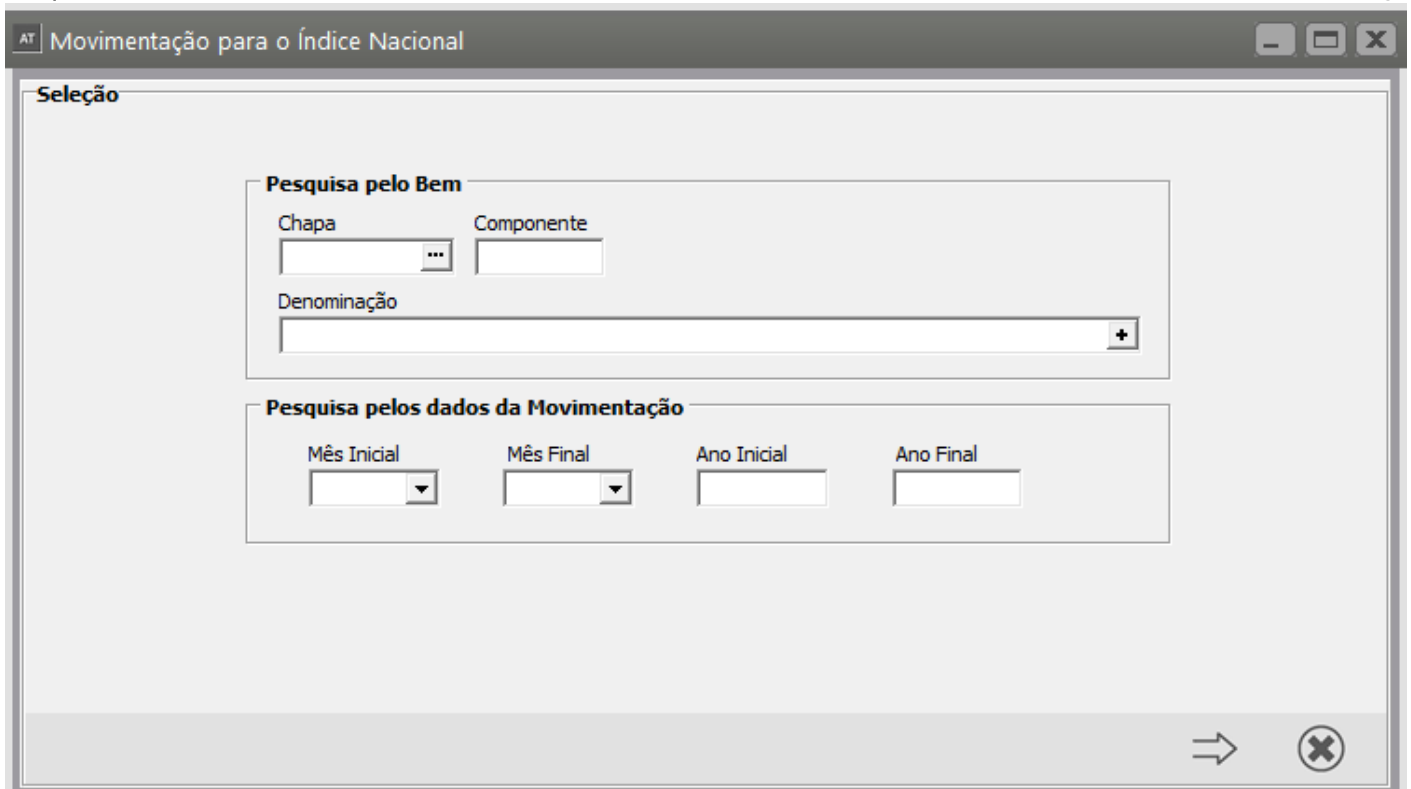 AT Movimentação para o Índice Nacional
Seleção
Pesquisa pelo Bem
Chapa Componente
...
Denominação
+
Pesquisa pelos dados da Movimentação
Mês Inicial Mês Final Ano Inicial Ano Final